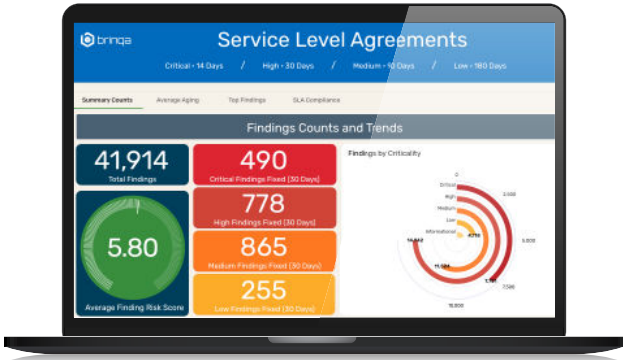 brinqa
Service Level Agreements
Critical - 14 Days / High - 30 Days / Medium - 90 Days / Low - 180 Days
Summary Counts Average Aging Top Findings SLA Compliance
Findings Counts and Trends
41,914
Total Findings
490
Critical Findings Fixed (30 Days)
778
High Findings Fixed (30 Days)
865
Medium Findings Fixed (30 Days)
255
Low Findings Fixed (30 Days)
5.80
Average Finding Risk Score
Findings by Criticality
0
Critical
High
Medium
Low
Informational
2,500
5,000
7,500
10,000